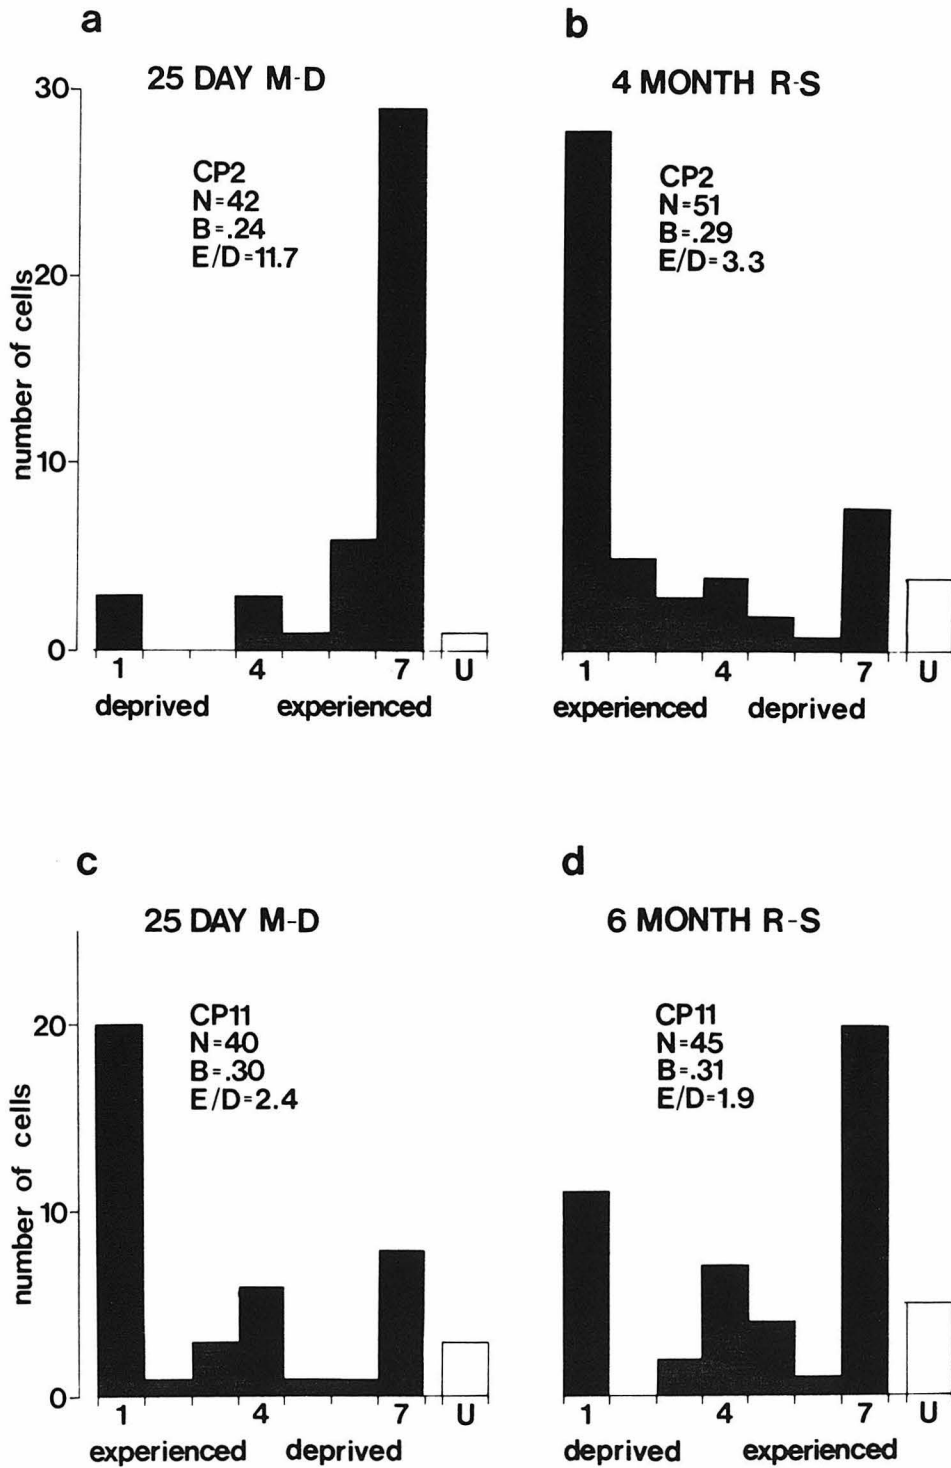 a
25 DAY M-D
CP2
N=42
B=.24
E/D=11.7
number of cells
30
20
10
0
1 4 7 U
deprived experienced
b
4 MONTH R-S
CP2
N=51
B=.29
E/D=3.3
1 4 7 U
experienced deprived
c
25 DAY M-D
CP11
N=40
B=.30
E/D=2.4
number of cells
20
10
0
1 4 7 U
experienced deprived
d
6 MONTH R-S
CP11
N=45
B=.31
E/D=1.9
1 4 7 U
deprived experienced